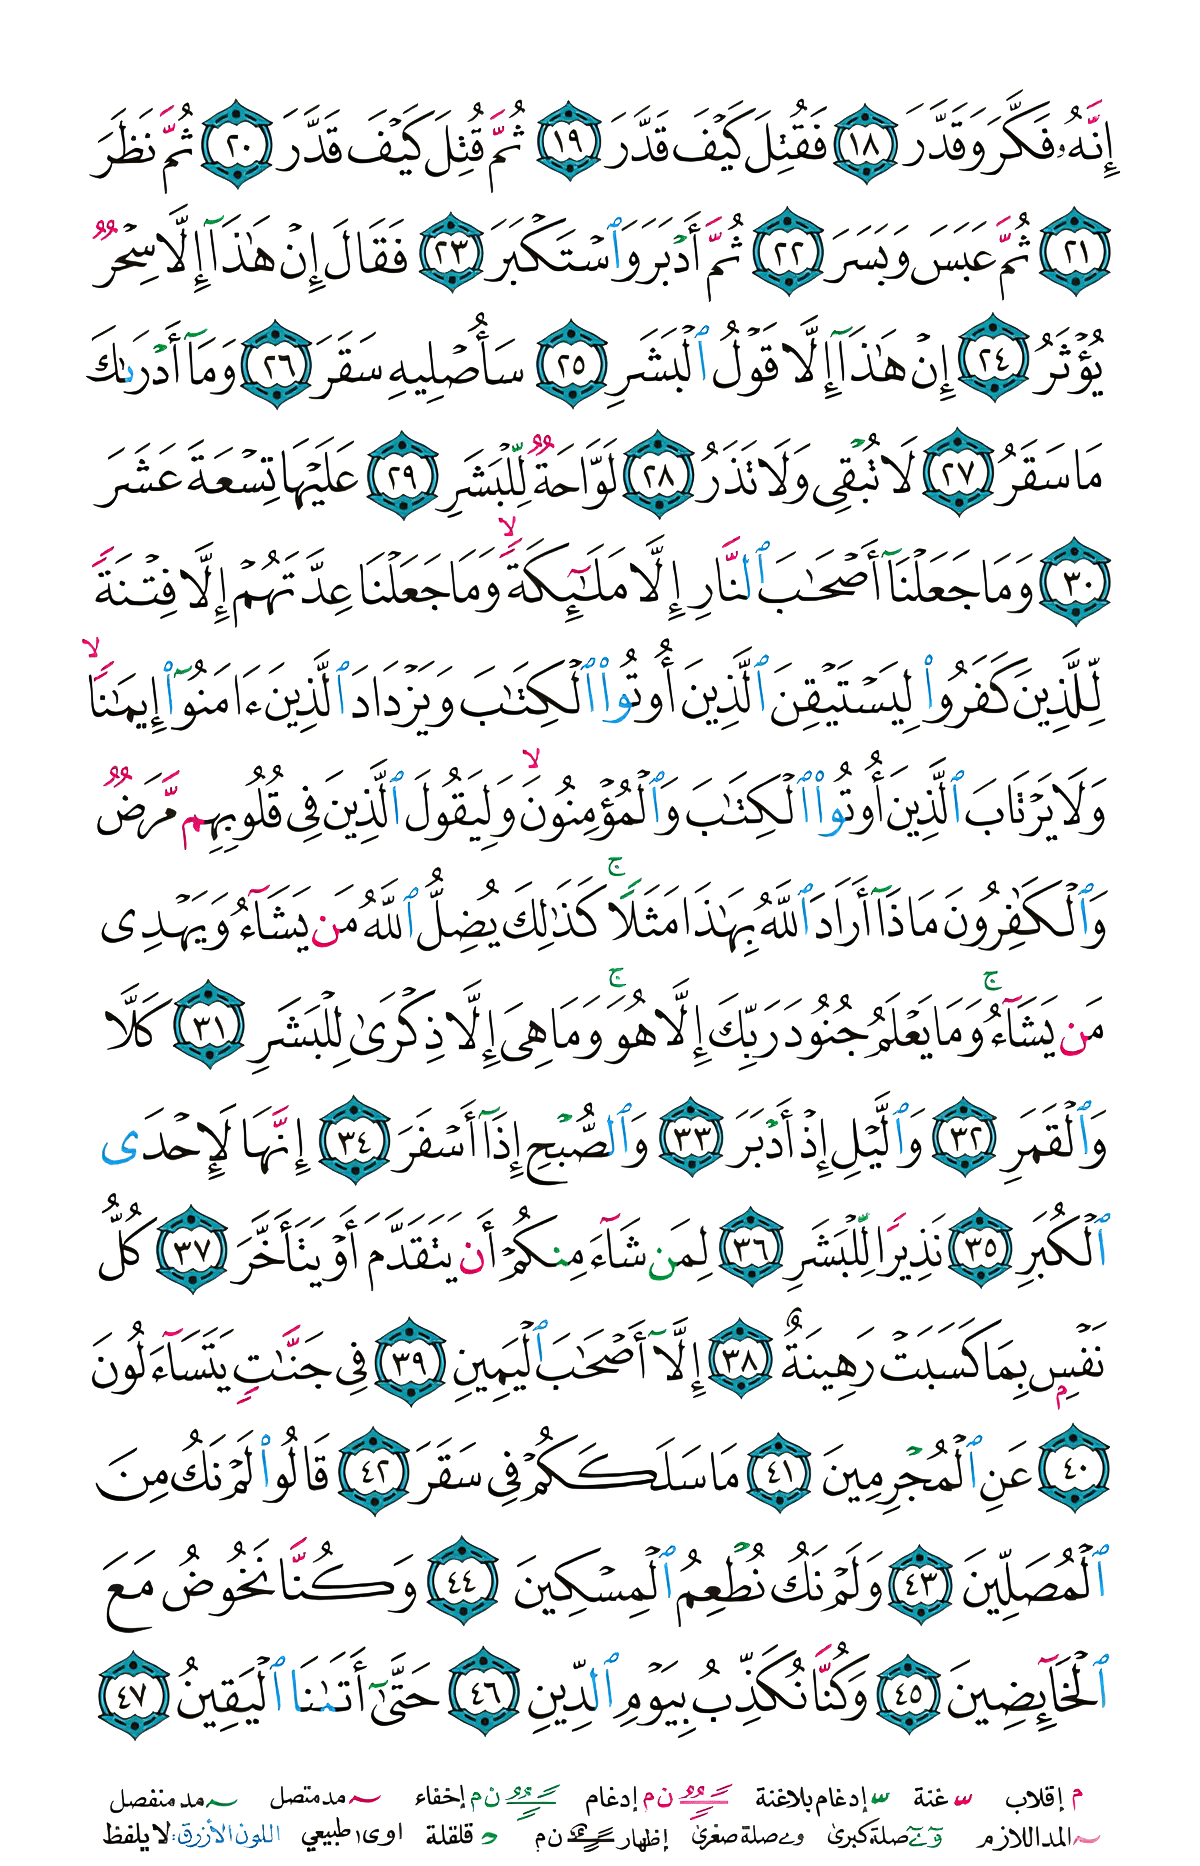 إِنَّهُۥ فَكَّرَ وَقَدَّرَ ١٨ فَقُتِلَ كَيْفَ قَدَّرَ ١٩ ثُمَّ قُتِلَ كَيْفَ قَدَّرَ ٢٠ ثُمَّ نَظَرَ
٢١ ثُمَّ عَبَسَ وَبَسَرَ ٢٢ ثُمَّ أَدْبَرَ وَٱسْتَكْبَرَ ٢٣ فَقَالَ إِنْ هَٰذَآ إِلَّا سِحْرٌ
يُؤْثَرُ ٢٤ إِنْ هَٰذَآ إِلَّا قَوْلُ ٱلْبَشَرِ ٢٥ سَأُصْلِيهِ سَقَرَ ٢٦ وَمَآ أَدْرَىٰكَ
مَا سَقَرُ ٢٧ لَا تُبْقِى وَلَا تَذَرُ ٢٨ لَوَّاحَةٌ لِّلْبَشَرِ ٢٩ عَلَيْهَا تِسْعَةَ عَشَرَ
٣٠ وَمَا جَعَلْنَآ أَصْحَٰبَ ٱلنَّارِ إِلَّا مَلَٰٓئِكَةً ۙ وَمَا جَعَلْنَا عِدَّتَهُمْ إِلَّا فِتْنَةً
لِّلَّذِينَ كَفَرُوا۟ لِيَسْتَيْقِنَ ٱلَّذِينَ أُوتُوا۟ ٱلْكِتَٰبَ وَيَزْدَادَ ٱلَّذِينَ ءَامَنُوٓا۟ إِيمَٰنًا ۙ
وَلَا يَرْتَابَ ٱلَّذِينَ أُوتُوا۟ ٱلْكِتَٰبَ وَٱلْمُؤْمِنُونَ ۙ وَلِيَقُولَ ٱلَّذِينَ فِى قُلُوبِهِم مَّرَضٌ
وَٱلْكَٰفِرُونَ مَاذَآ أَرَادَ ٱللَّهُ بِهَٰذَا مَثَلًا ۚ كَذَٰلِكَ يُضِلُّ ٱللَّهُ مَن يَشَآءُ وَيَهْدِى
مَن يَشَآءُ ۚ وَمَا يَعْلَمُ جُنُودَ رَبِّكَ إِلَّا هُوَ ۚ وَمَا هِىَ إِلَّا ذِكْرَىٰ لِلْبَشَرِ ٣١ كَلَّا
وَٱلْقَمَرِ ٣٢ وَٱلَّيْلِ إِذْ أَدْبَرَ ٣٣ وَٱلصُّبْحِ إِذَآ أَسْفَرَ ٣٤ إِنَّهَا لَإِحْدَى
ٱلْكُبَرِ ٣٥ نَذِيرًا لِّلْبَشَرِ ٣٦ لِمَن شَآءَ مِنكُمْ أَن يَتَقَدَّمَ أَوْ يَتَأَخَّرَ ٣٧ كُلُّ
نَفْسٍۭ بِمَا كَسَبَتْ رَهِينَةٌ ٣٨ إِلَّآ أَصْحَٰبَ ٱلْيَمِينِ ٣٩ فِى جَنَّٰتٍ يَتَسَآءَلُونَ
٤٠ عَنِ ٱلْمُجْرِمِينَ ٤١ مَا سَلَكَكُمْ فِى سَقَرَ ٤٢ قَالُوا۟ لَمْ نَكُ مِنَ
ٱلْمُصَلِّينَ ٤٣ وَلَمْ نَكُ نُطْعِمُ ٱلْمِسْكِينَ ٤٤ وَكُنَّا نَخُوضُ مَعَ
ٱلْخَآئِضِينَ ٤٥ وَكُنَّا نُكَذِّبُ بِيَوْمِ ٱلدِّينِ ٤٦ حَتَّىٰٓ أَتَىٰنَا ٱلْيَقِينُ ٤٧
م إقلاب س غنة س إدغام بلاغنة ن م إدغام ن م إخفاء مد متصل مد منفصل
المد اللازم صلة كبرى وے صلة صغرى إظهار ن م قلقلة اوى طبيعي اللون الأزرق: لا يلفظ